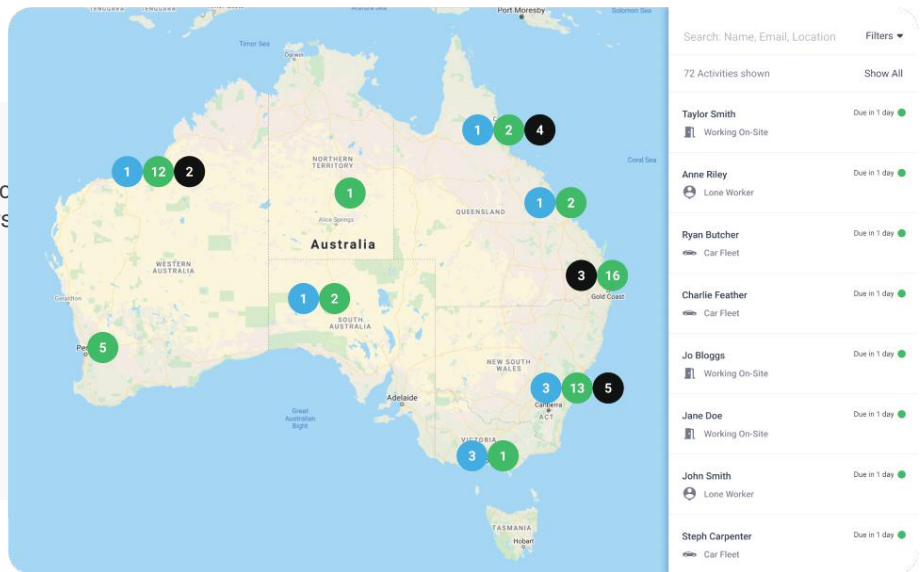 Port Moresby
Solomon Sea
Timor Sea
Darwin
1 2 4
Coral Sea
1 12 2
NORTHERN
TERRITORY
1
1 2
QUEENSLAND
Alice Springs
Australia
WESTERN
AUSTRALIA
3 16
Gold Coast
1 2
Geraldton
SOUTH
AUSTRALIA
5
NEW SOUTH
WALES
3 13 5
Adelaide
Canberra
ACT
Great
Australian
Bight
VICTORIA
3 1
TASMANIA
Hobart
Search: Name, Email, Location Filters
72 Activities shown Show All
Taylor Smith Due in 1 day
Working On-Site
Anne Riley Due in 1 day
Lone Worker
Ryan Butcher Due in 1 day
Car Fleet
Charlie Feather Due in 1 day
Car Fleet
Jo Bloggs Due in 1 day
Working On-Site
Jane Doe Due in 1 day
Working On-Site
John Smith Due in 1 day
Lone Worker
Steph Carpenter Due in 1 day
Car Fleet